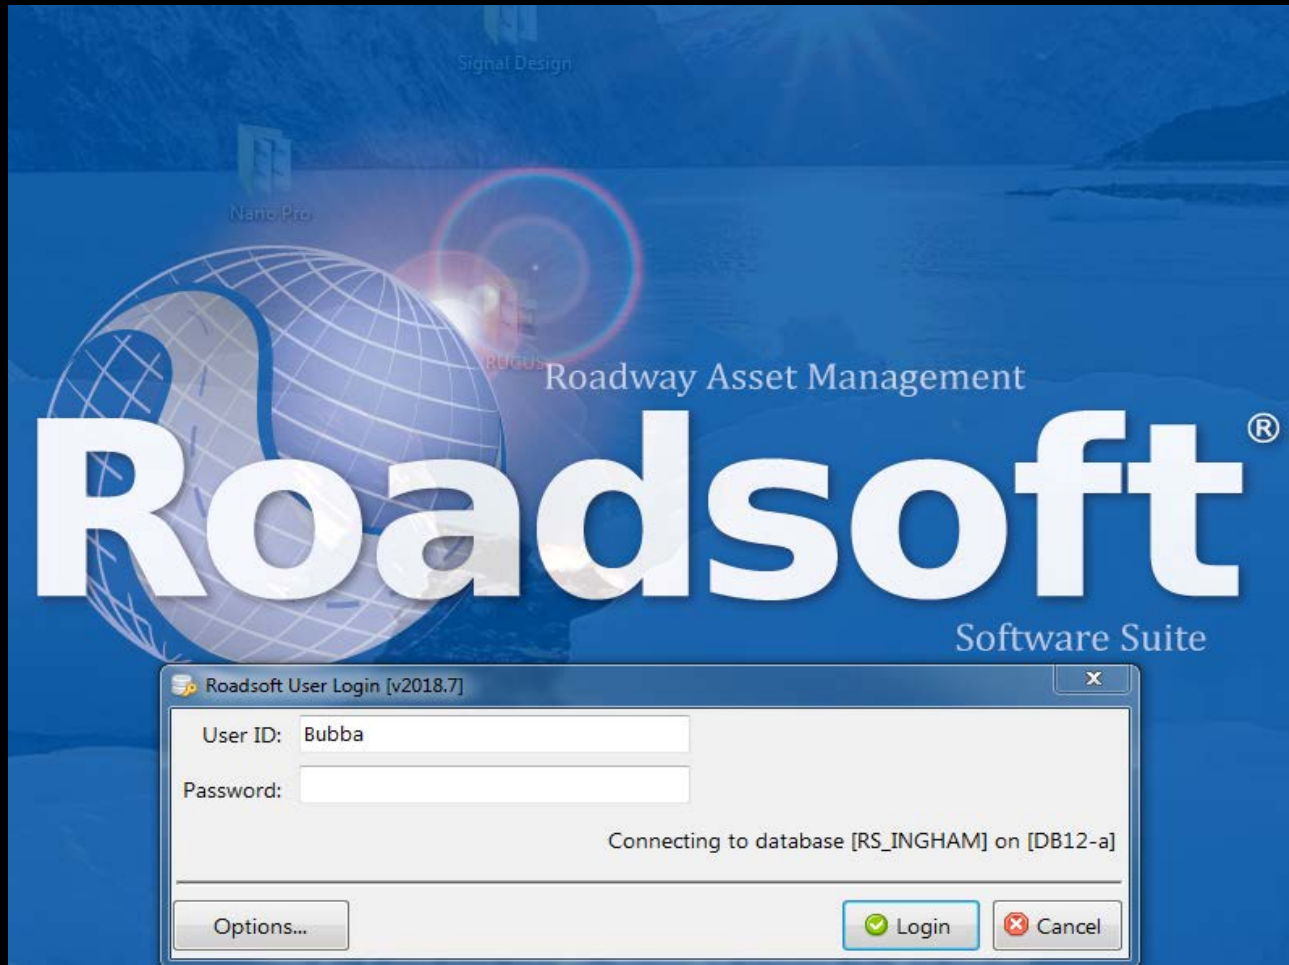 Signal Design
Nano Pro
RUGUS
Roadway Asset Management
Roadsoft®
Software Suite
Roadsoft User Login [v2018.7]
User ID: Bubba
Password:
Connecting to database [RS_INGHAM] on [DB12-a]
Options... Login Cancel